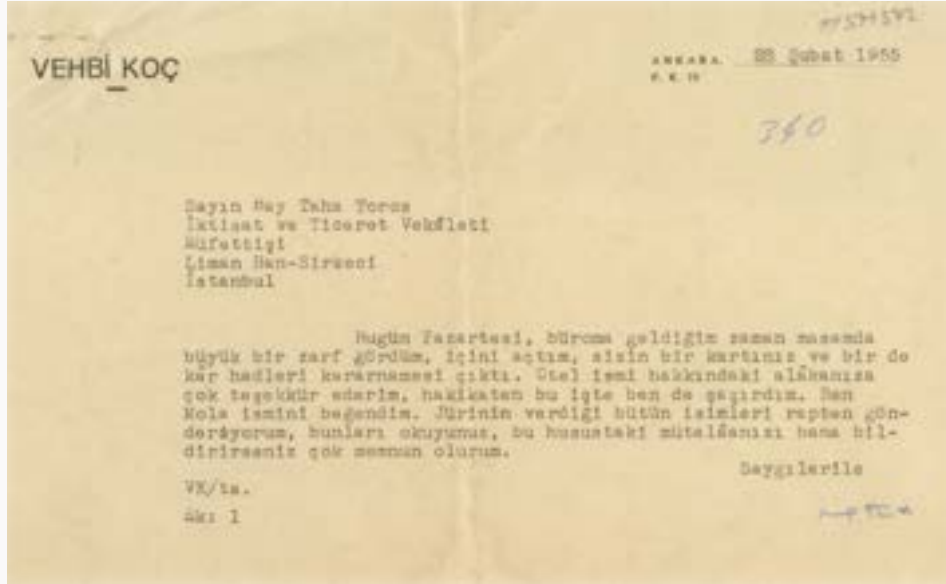 VEHBİ KOÇ
ANKARA,
P. K. 15
28 Şubat 1955
340
Sayın Bay Taha Toros
İktisat ve Ticaret Vekâleti
Müfettişi
Liman Han-Sirkeci
İstanbul
Bugün Pazartesi, büroma geldiğim zaman masamda
büyük bir zarf gördüm, içini açtım, sizin bir kartınız ve bir de
kâr hadleri kararnamesi çıktı. Otel ismi hakkındaki alâkanıza
çok teşekkür ederim, hakikaten bu işte ben de şaşırdım. Ben
Mola ismini beğendim. Jürinin verdiği bütün isimleri rapten gön-
deriyorum, bunları okuyunuz, bu husustaki mütalâanızı bana bil-
dirirseniz çok memnun olurum.
Saygılarile
VK/ta.
Ek: 1